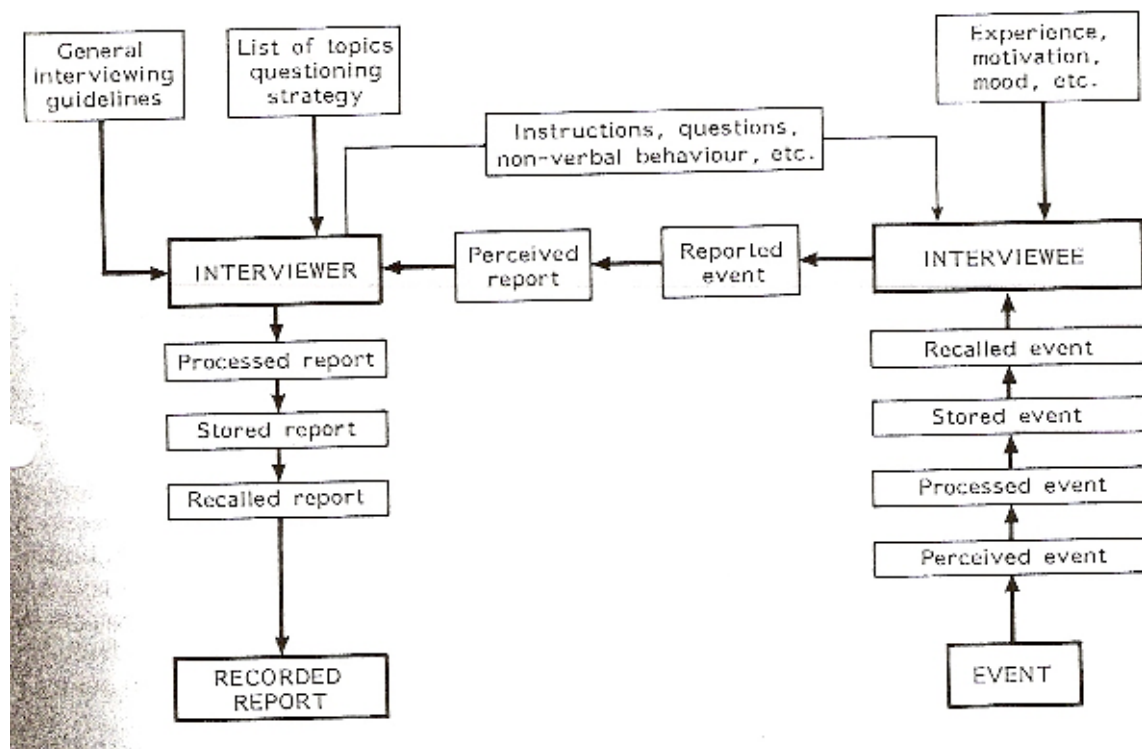 General
interviewing
guidelines
List of topics
questioning
strategy
Experience,
motivation,
mood, etc.
Instructions, questions,
non-verbal behaviour, etc.
INTERVIEWER
Perceived
report
Reported
event
INTERVIEWEE
Processed report
Stored report
Recalled report
RECORDED
REPORT
Recalled event
Stored event
Processed event
Perceived event
EVENT